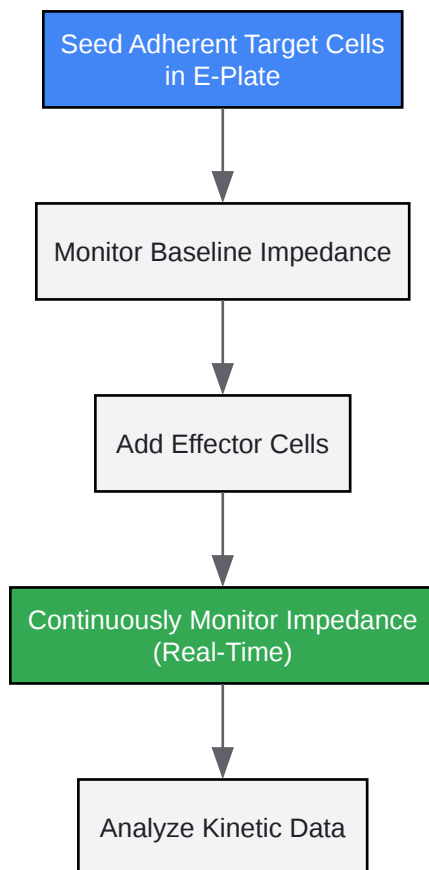 Seed Adherent Target Cells
in E-Plate
Monitor Baseline Impedance
Add Effector Cells
Continuously Monitor Impedance
(Real-Time)
Analyze Kinetic Data